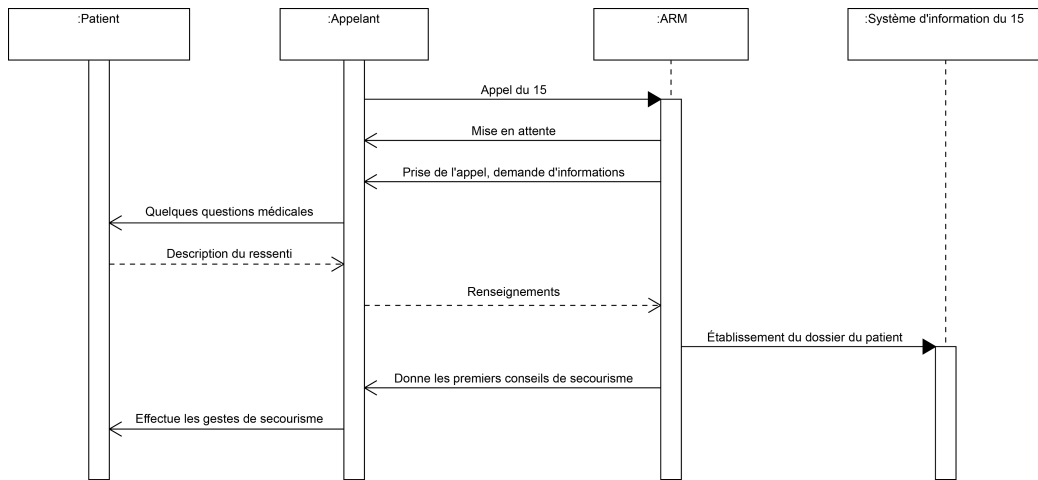 :Patient
:Appelant
:ARM
:Système d'information du 15
Appel du 15
Mise en attente
Prise de l'appel, demande d'informations
Quelques questions médicales
Description du ressenti
Renseignements
Établissement du dossier du patient
Donne les premiers conseils de secourisme
Effectue les gestes de secourisme